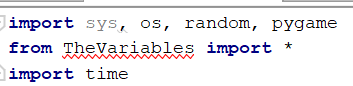 import sys, os, random, pygame
from TheVariables import *
import time